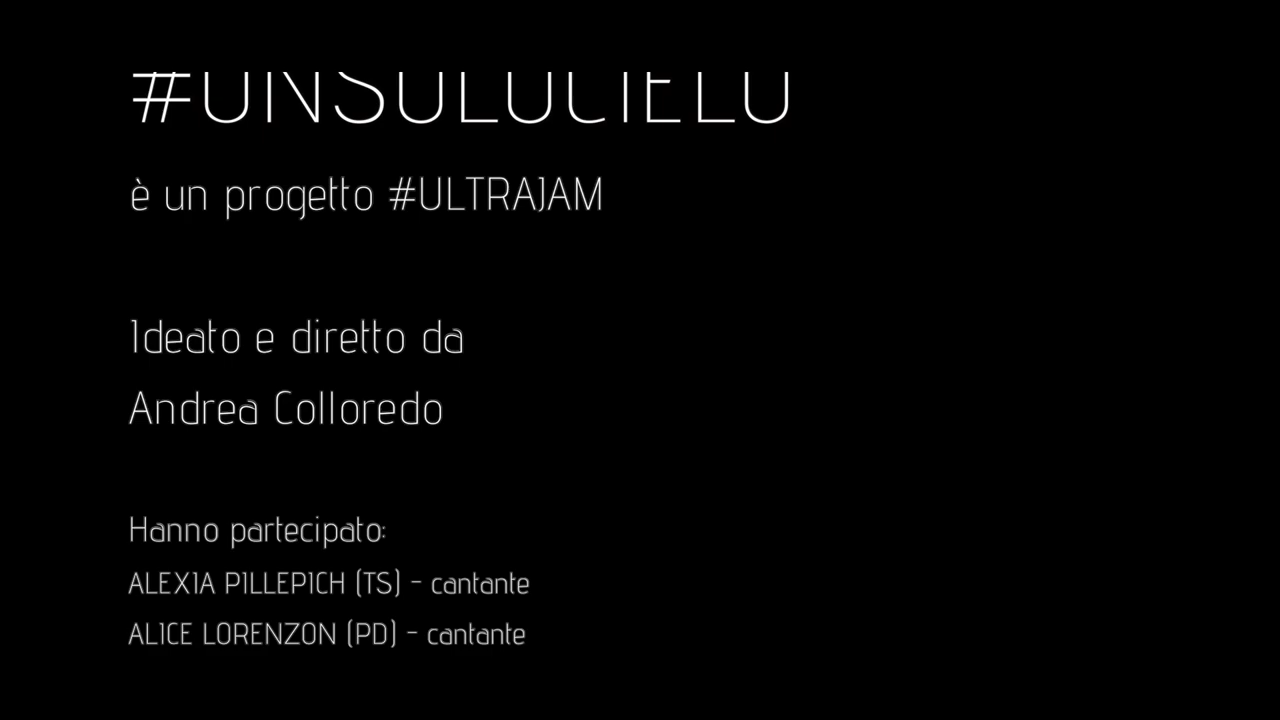 #UNSOLOCIELO
è un progetto #ULTRAJAM
Ideato e diretto da
Andrea Colloredo
Hanno partecipato:
ALEXIA PILLEPICH (TS) - cantante
ALICE LORENZON (PD) - cantante